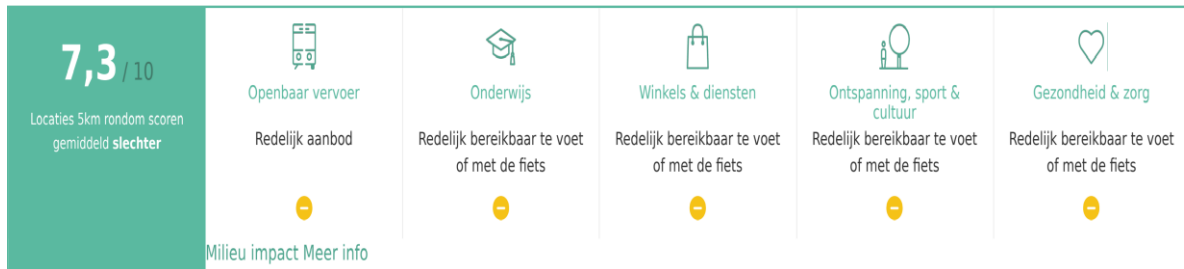 7,3 / 10
Locaties 5km rondom scoren
gemiddeld slechter
Openbaar vervoer
Redelijk aanbod
Onderwijs
Redelijk bereikbaar te voet
of met de fiets
Winkels & diensten
Redelijk bereikbaar te voet
of met de fiets
Ontspanning, sport &
cultuur
Redelijk bereikbaar te voet
of met de fiets
Gezondheid & zorg
Redelijk bereikbaar te voet
of met de fiets
Milieu impact Meer info